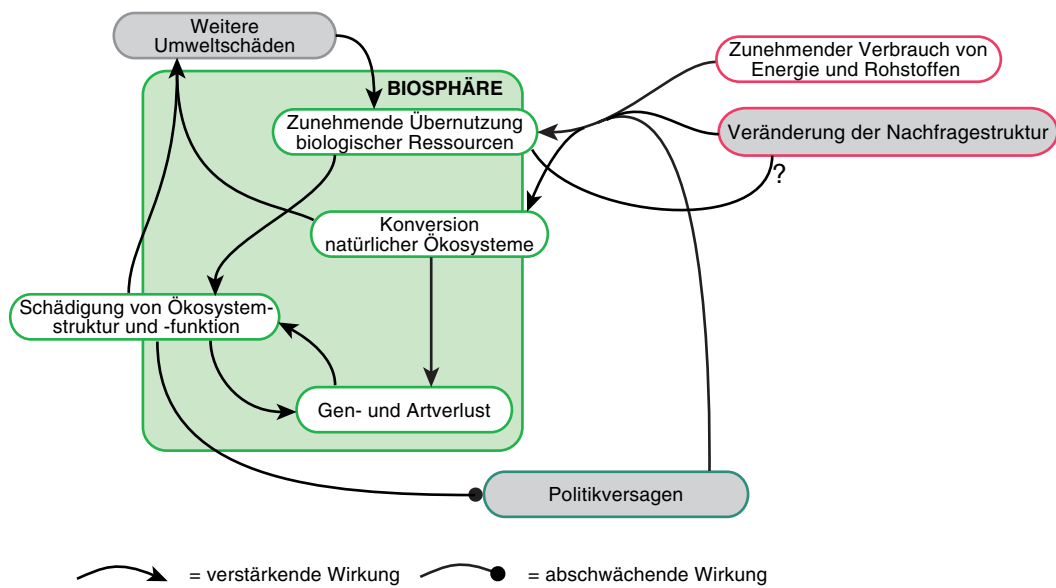 Weitere
Umweltschäden
Zunehmender Verbrauch von
Energie und Rohstoffen
BIOSPHÄRE
Zunehmende Übernutzung
biologischer Ressourcen
Veränderung der Nachfragestruktur
?
Konversion
natürlicher Ökosysteme
Schädigung von Ökosystem-
struktur und -funktion
Gen- und Artverlust
Politikversagen
= verstärkende Wirkung
= abschwächende Wirkung